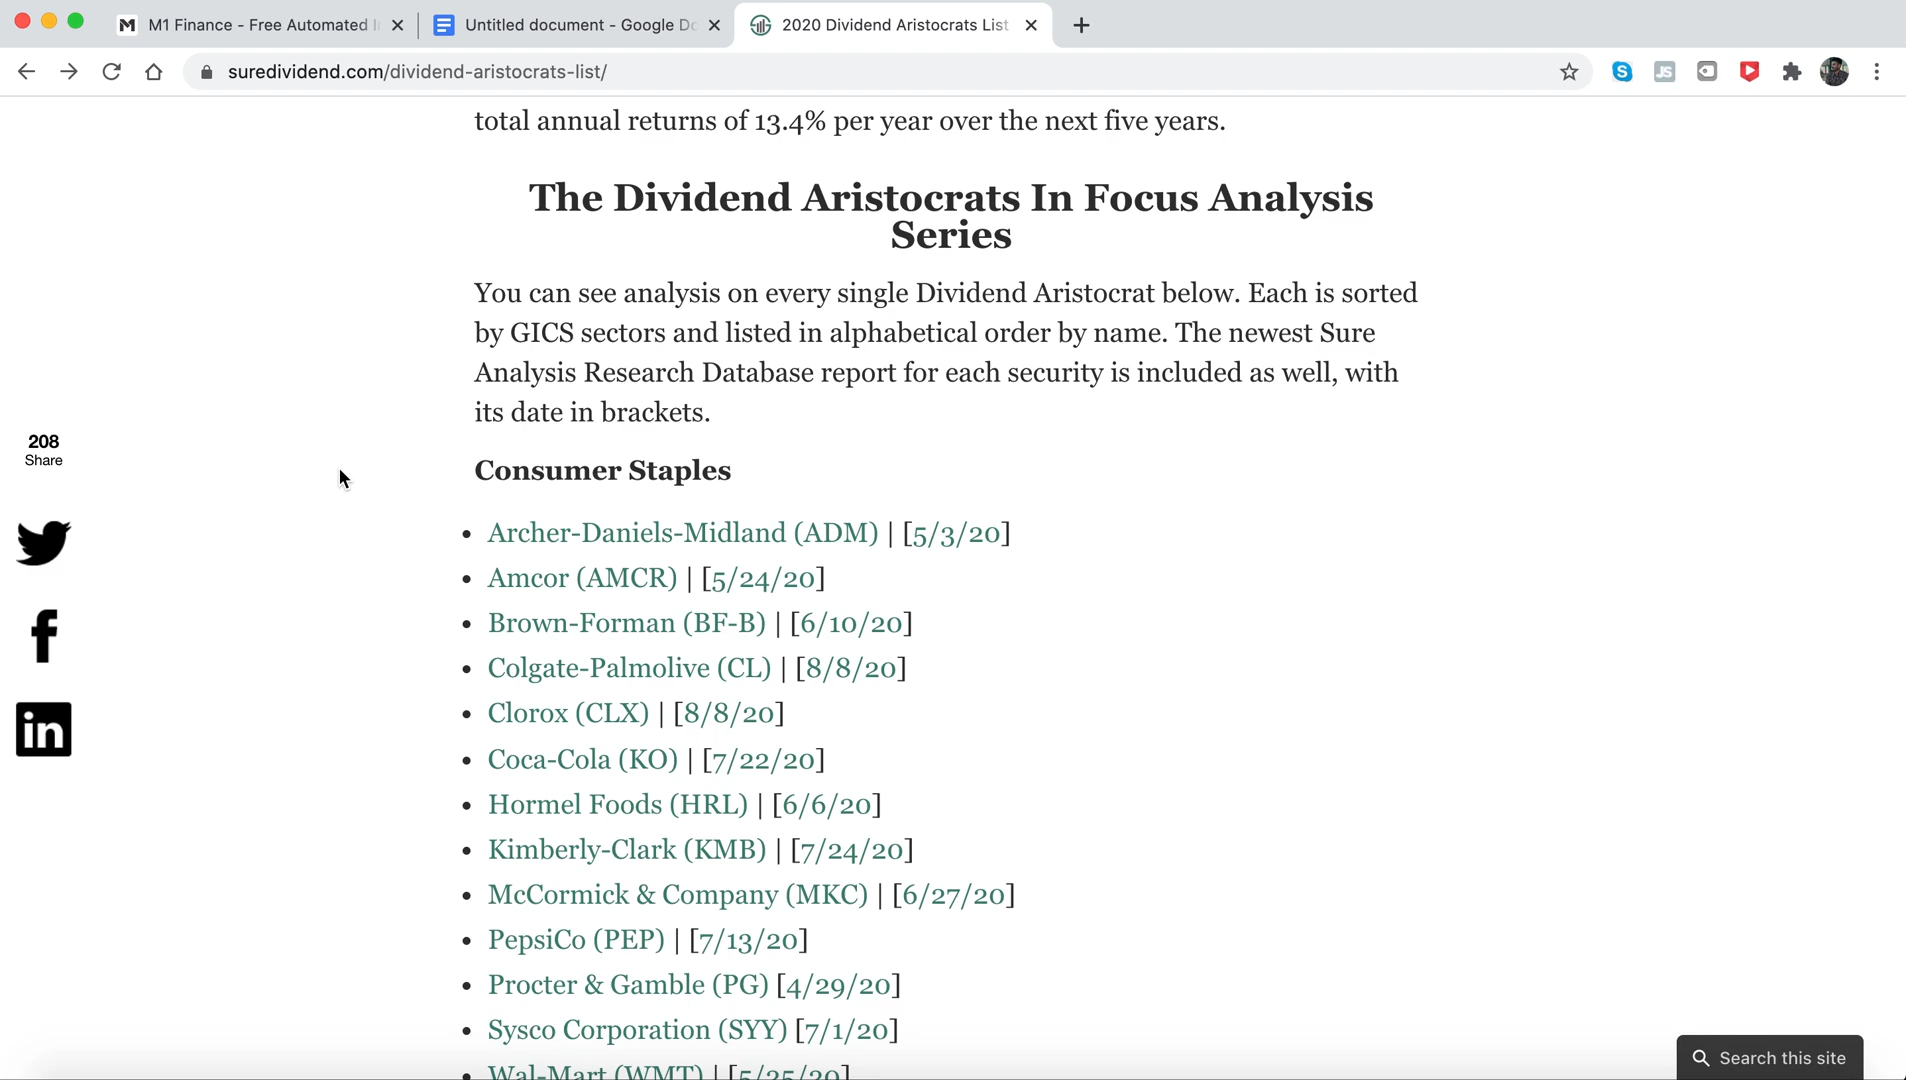 M1 Finance - Free Automated I
Untitled document - Google Do
2020 Dividend Aristocrats List
suredividend.com/dividend-aristocrats-list/
total annual returns of 13.4% per year over the next five years.
The Dividend Aristocrats In Focus Analysis
Series
You can see analysis on every single Dividend Aristocrat below. Each is sorted
by GICS sectors and listed in alphabetical order by name. The newest Sure
Analysis Research Database report for each security is included as well, with
its date in brackets.
208
Share
Consumer Staples
Archer-Daniels-Midland (ADM) | [5/3/20]
Amcor (AMCR) | [5/24/20]
Brown-Forman (BF-B) | [6/10/20]
Colgate-Palmolive (CL) | [8/8/20]
Clorox (CLX) | [8/8/20]
Coca-Cola (KO) | [7/22/20]
Hormel Foods (HRL) | [6/6/20]
Kimberly-Clark (KMB) | [7/24/20]
McCormick & Company (MKC) | [6/27/20]
PepsiCo (PEP) | [7/13/20]
Procter & Gamble (PG) [4/29/20]
Sysco Corporation (SYY) [7/1/20]
Wal-Mart (WMT) | [5/25/20]
Search this site